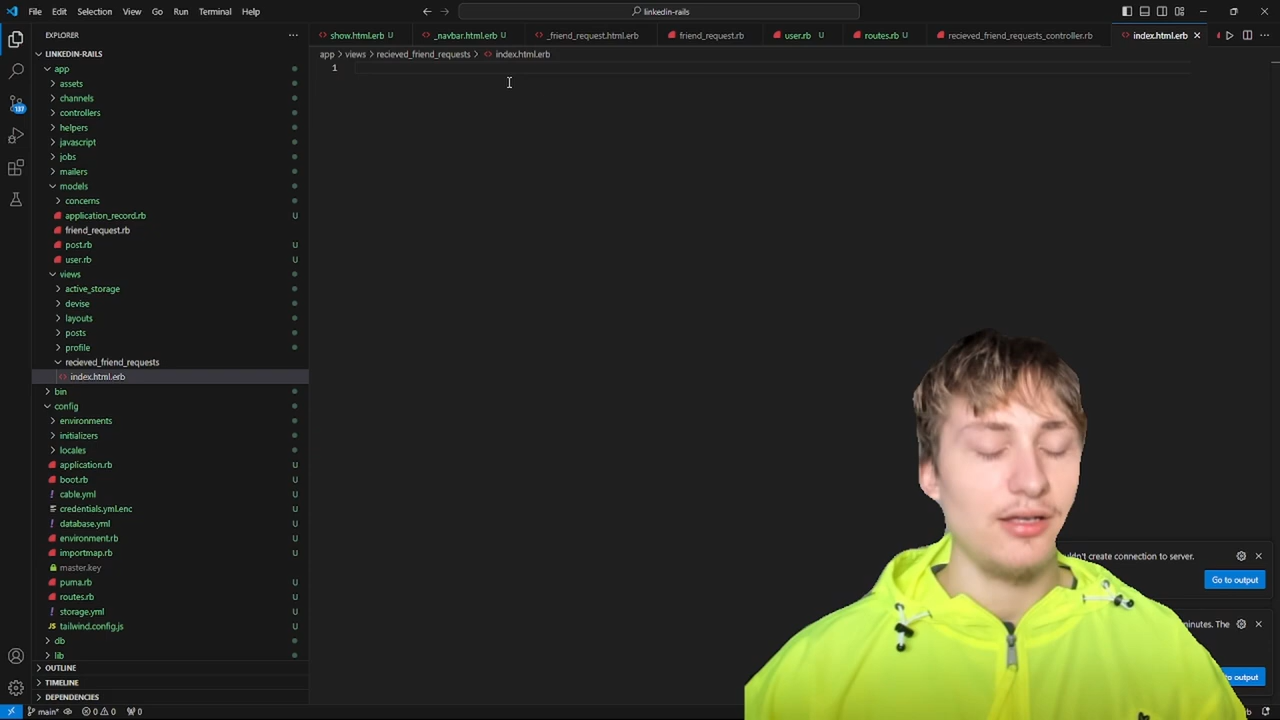 File Edit Selection View Go Run Terminal Help
linkedin-rails
EXPLORER
show.html.erb U
_navbar.html.erb U
_friend_request.html.erb
friend_request.rb
user.rb U
routes.rb U
recieved_friend_requests_controller.rb
index.html.erb
LINKEDIN-RAILS
app > views > recieved_friend_requests > index.html.erb
1
app
assets
channels
controllers
helpers
javascript
jobs
mailers
models
concerns
application_record.rb U
friend_request.rb
post.rb U
user.rb U
views
active_storage
devise
layouts
posts
profile
recieved_friend_requests
index.html.erb
bin
config
environments
initializers
locales
application.rb U
boot.rb U
cable.yml U
credentials.yml.enc U
database.yml U
environment.rb U
importmap.rb U
master.key
puma.rb U
routes.rb U
storage.yml U
tailwind.config.js U
db
lib
OUTLINE
TIMELINE
DEPENDENCIES
187
create connection to server.
Go to output
minutes. The
output
main* 0 0 0